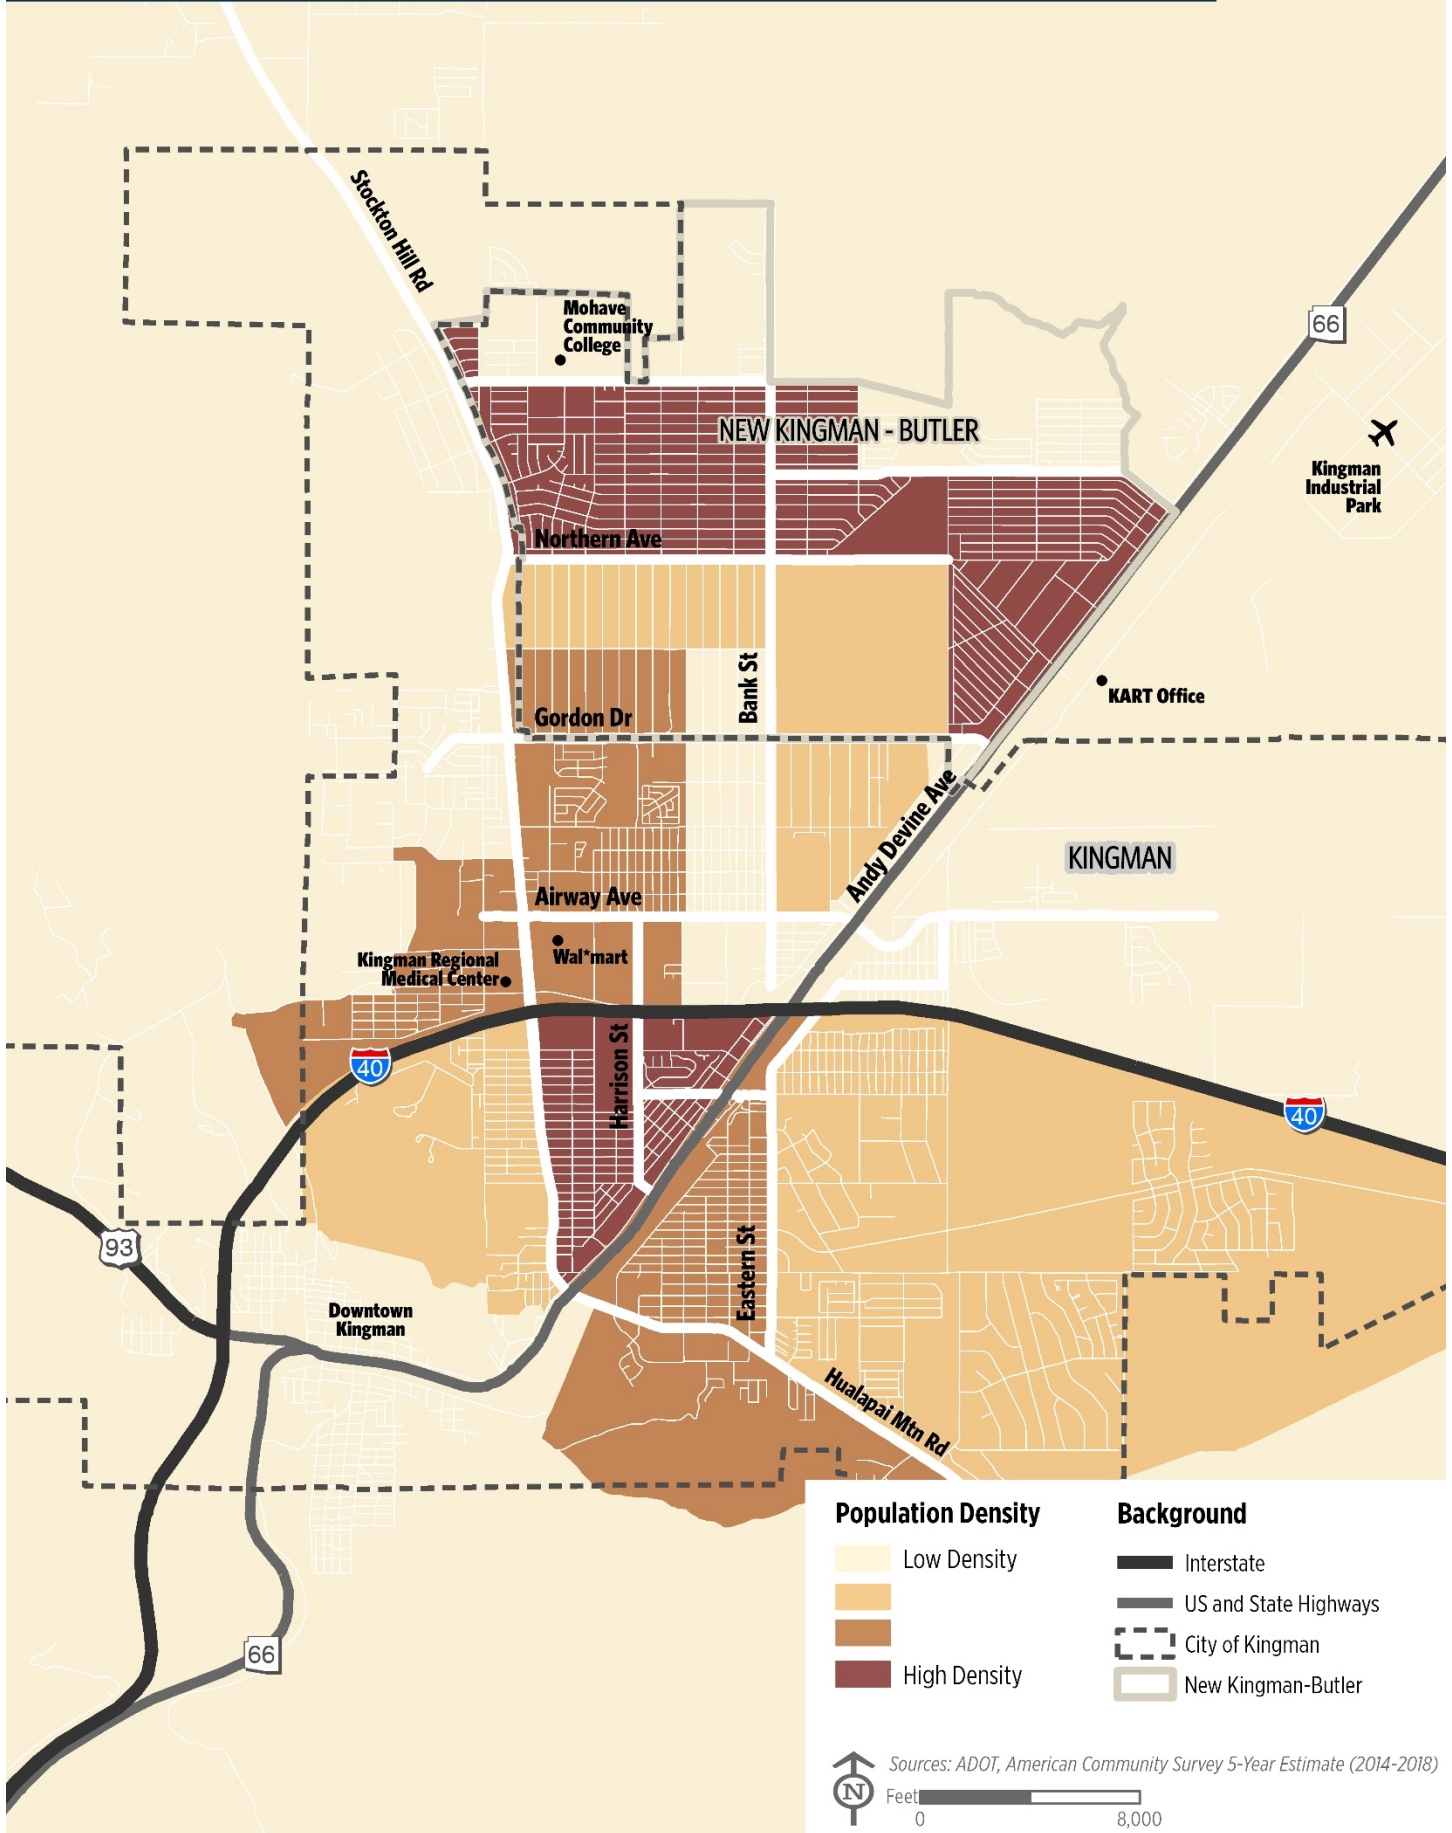 Stockton Hill Rd
66
Mohave
Community
College
NEW KINGMAN - BUTLER
Kingman
Industrial
Park
Northern Ave
Bank St
KART Office
Gordon Dr
Andy Devine Ave
KINGMAN
Airway Ave
Wal*mart
Kingman Regional
Medical Center
Harrison St
40
40
93
Eastern St
Downtown
Kingman
Hualapai Mtn Rd
66
Population Density
Low Density
High Density
Background
Interstate
US and State Highways
City of Kingman
New Kingman-Butler
Sources: ADOT, American Community Survey 5-Year Estimate (2014-2018)
N
Feet
0
8,000